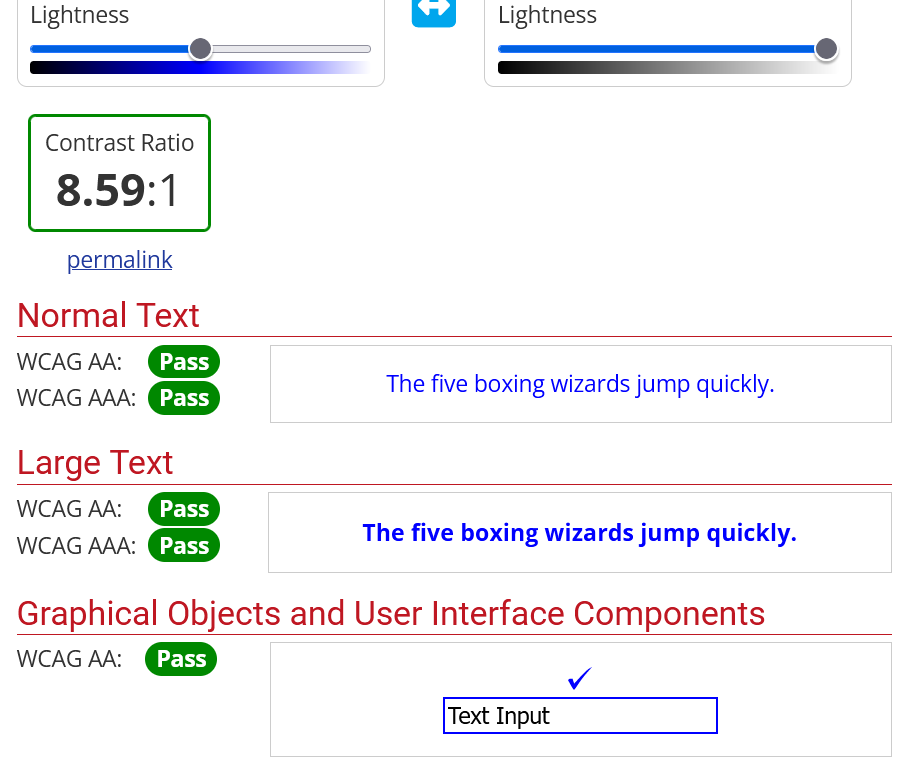 Lightness
Lightness
Contrast Ratio
8.59:1
permalink
Normal Text
WCAG AA: Pass
WCAG AAA: Pass
The five boxing wizards jump quickly.
Large Text
WCAG AA: Pass
WCAG AAA: Pass
The five boxing wizards jump quickly.
Graphical Objects and User Interface Components
WCAG AA: Pass
✓
Text Input